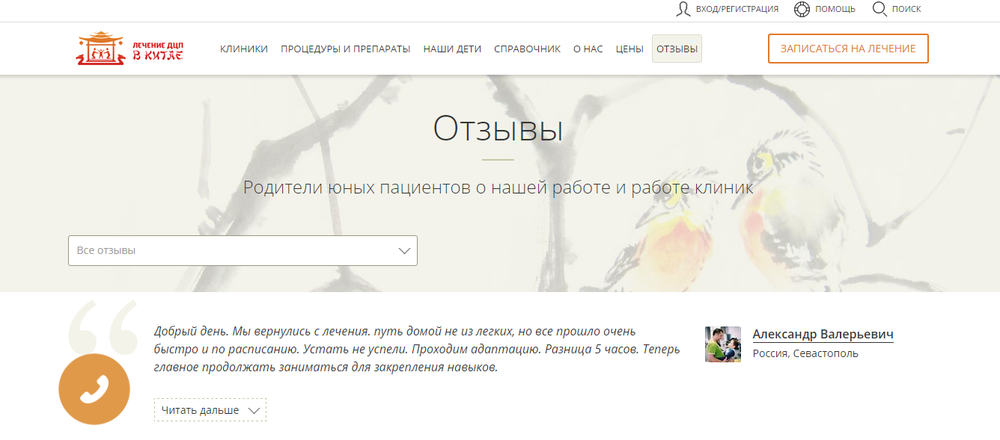 ВХОД/РЕГИСТРАЦИЯ ПОМОЩЬ ПОИСК
ЛЕЧЕНИЕ ДЦП
В КИТАЕ
КЛИНИКИ ПРОЦЕДУРЫ И ПРЕПАРАТЫ НАШИ ДЕТИ СПРАВОЧНИК О НАС ЦЕНЫ ОТЗЫВЫ
ЗАПИСАТЬСЯ НА ЛЕЧЕНИЕ
Отзывы
Родители юных пациентов о нашей работе и работе клиник
Все отзывы
Добрый день. Мы вернулись с лечения. путь домой не из легких, но все прошло очень
быстро и по расписанию. Устать не успели. Проходим адаптацию. Разница 5 часов. Теперь
главное продолжать заниматься для закрепления навыков.
Читать дальше
Александр Валерьевич
Россия, Севастополь